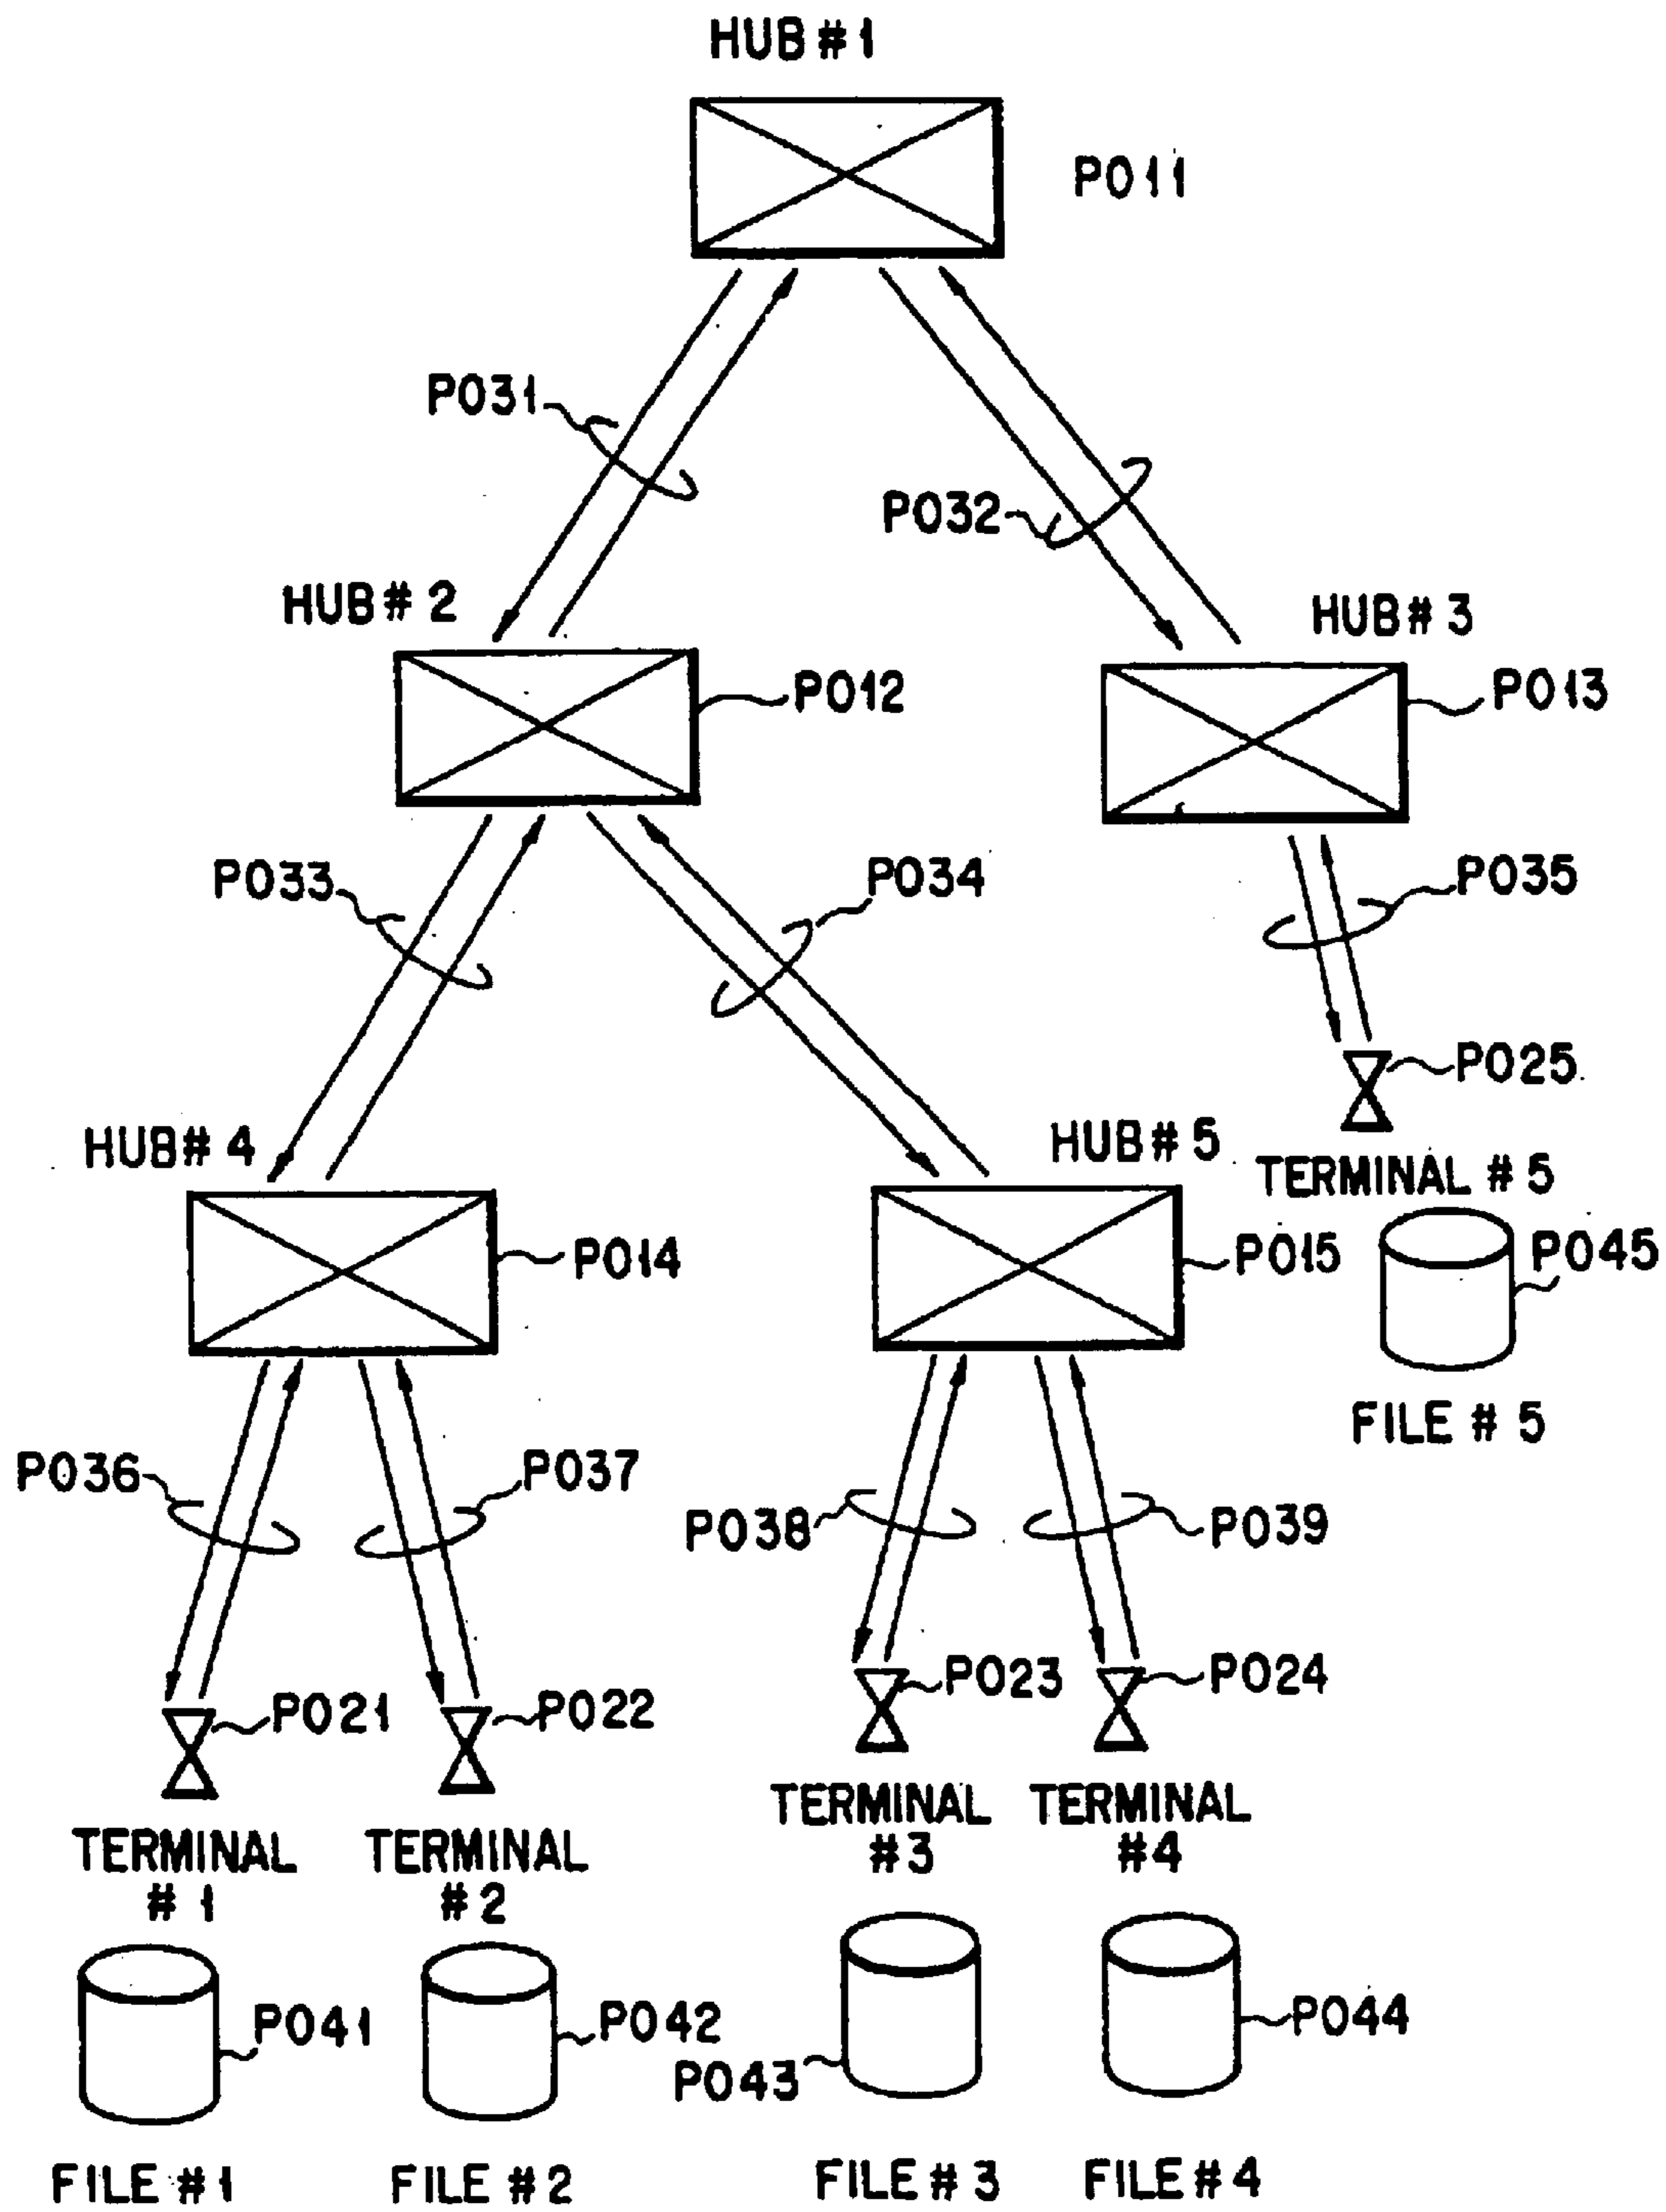 HUB #1
P011
P031
P032
HUB # 2
HUB # 3
P012
P013
P033
P034
P035
P025
HUB # 4
HUB # 5
TERMINAL # 5
P014
P015
P045
FILE # 5
P036
P037
P038
P039
P021
P022
P023
P024
TERMINAL
# 1
TERMINAL
# 2
TERMINAL
#3
TERMINAL
#4
P041
P042
P043
P044
FILE #1
FILE #2
FILE # 3
FILE #4